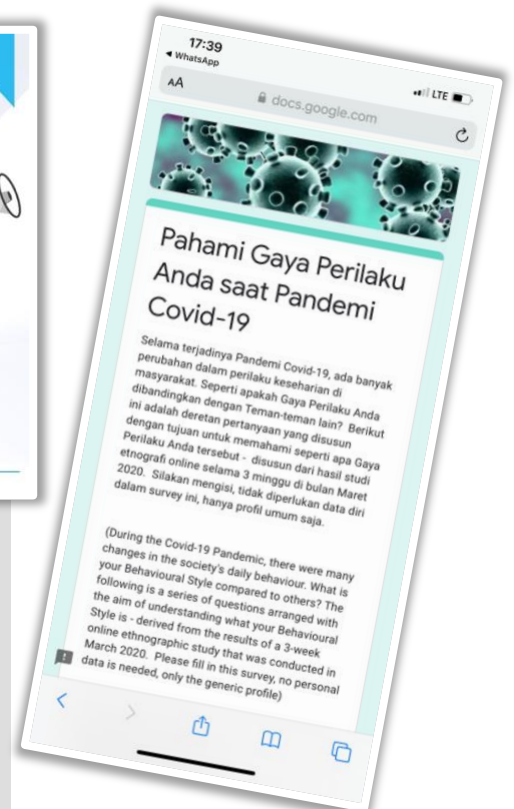 17:39
WhatsApp
LTE
AA
docs.google.com
Pahami Gaya Perilaku
Anda saat Pandemi
Covid-19
Selama terjadinya Pandemi Covid-19, ada banyak
perubahan dalam perilaku keseharian di
masyarakat. Seperti apakah Gaya Perilaku Anda
dibandingkan dengan Teman-teman lain? Berikut
ini adalah deretan pertanyaan yang disusun
dengan tujuan untuk memahami seperti apa Gaya
Perilaku Anda tersebut - disusun dari hasil studi
etnografi online selama 3 minggu di bulan Maret
2020. Silakan mengisi, tidak diperlukan data diri
dalam survey ini, hanya profil umum saja.
(During the Covid-19 Pandemic, there were many
changes in the society's daily behaviour. What is
your Behavioural Style compared to others? The
following is a series of questions arranged with
the aim of understanding what your Behavioural
Style is - derived from the results of a 3-week
online ethnographic study that was conducted in
March 2020. Please fill in this survey, no personal
data is needed, only the generic profile)